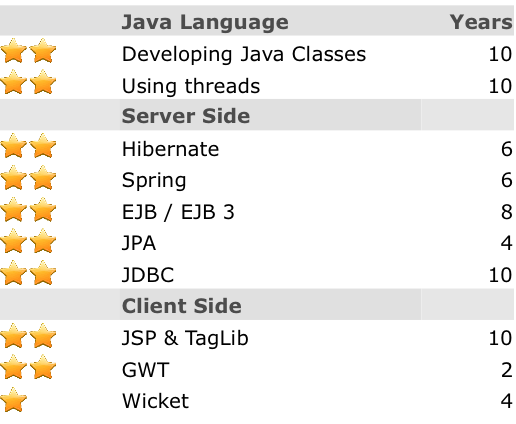 Java Language Years
Developing Java Classes 10
Using threads 10
Server Side
Hibernate 6
Spring 6
EJB / EJB 3 8
JPA 4
JDBC 10
Client Side
JSP & TagLib 10
GWT 2
Wicket 4